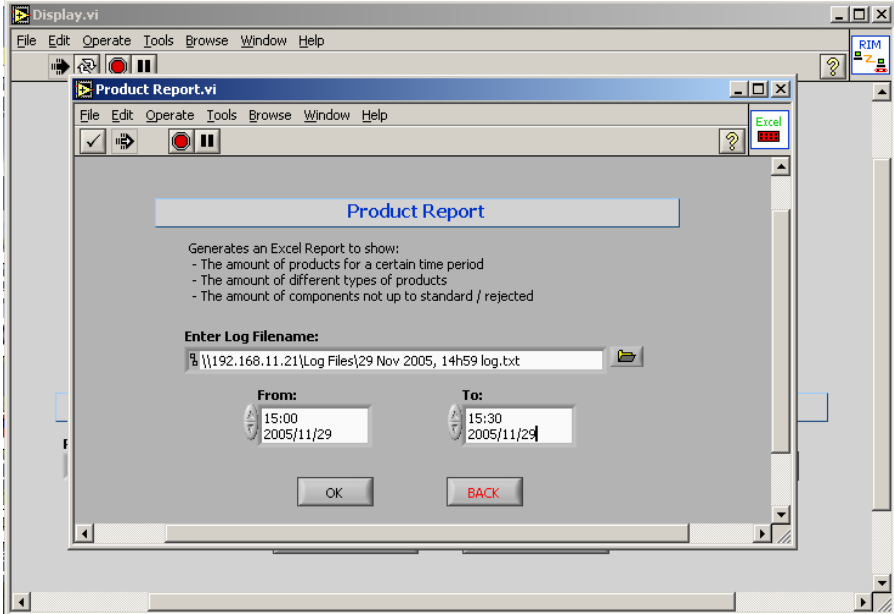 Display.vi
File Edit Operate Tools Browse Window Help
RIM
Product Report.vi
File Edit Operate Tools Browse Window Help
Excel
Product Report
Generates an Excel Report to show:
- The amount of products for a certain time period
- The amount of different types of products
- The amount of components not up to standard / rejected
Enter Log Filename:
\\192.168.11.21\Log Files\29 Nov 2005, 14h59 log.txt
From:
To:
15:00
2005/11/29
15:30
2005/11/29
OK
BACK